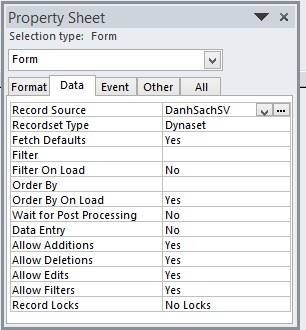 Property Sheet
Selection type: Form
Form
Format Data Event Other All
Record Source DanhSachSV
Recordset Type Dynaset
Fetch Defaults Yes
Filter
Filter On Load No
Order By
Order By On Load Yes
Wait for Post Processing No
Data Entry No
Allow Additions Yes
Allow Deletions Yes
Allow Edits Yes
Allow Filters Yes
Record Locks No Locks